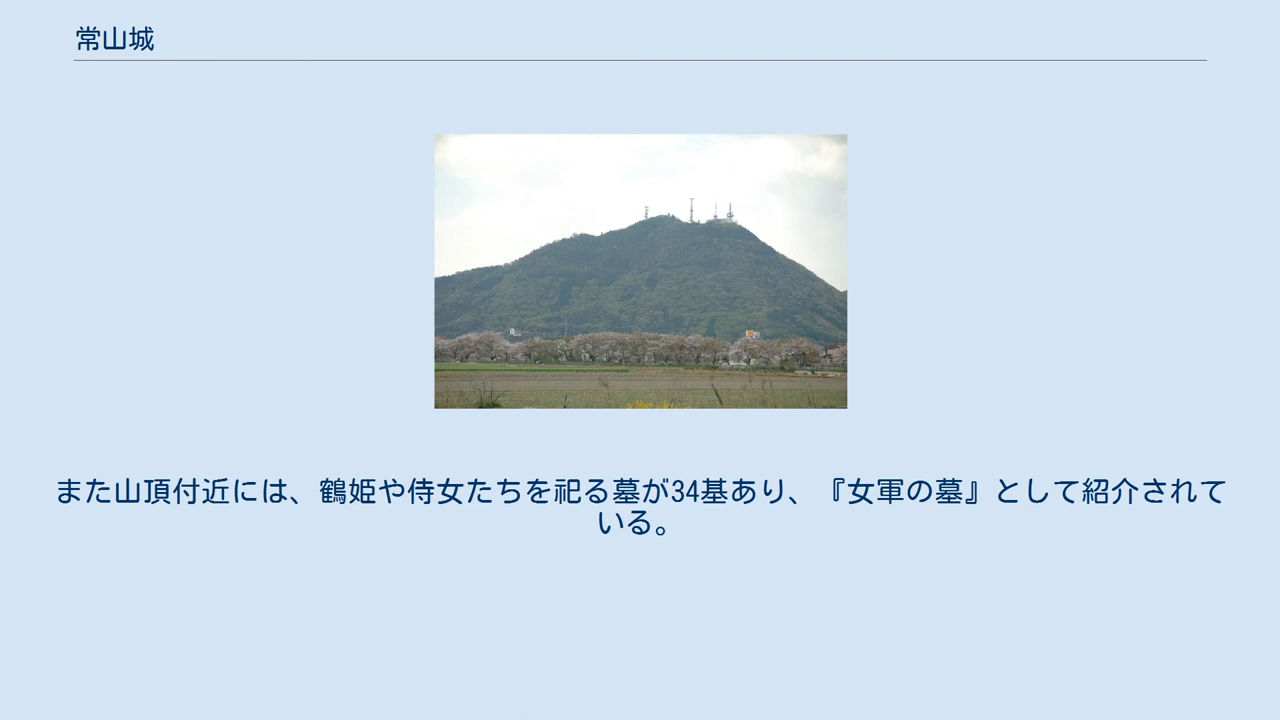 常山城
また山頂付近には、鶴姫や侍女たちを祀る墓が34基あり、『女軍の墓』として紹介されて
いる。